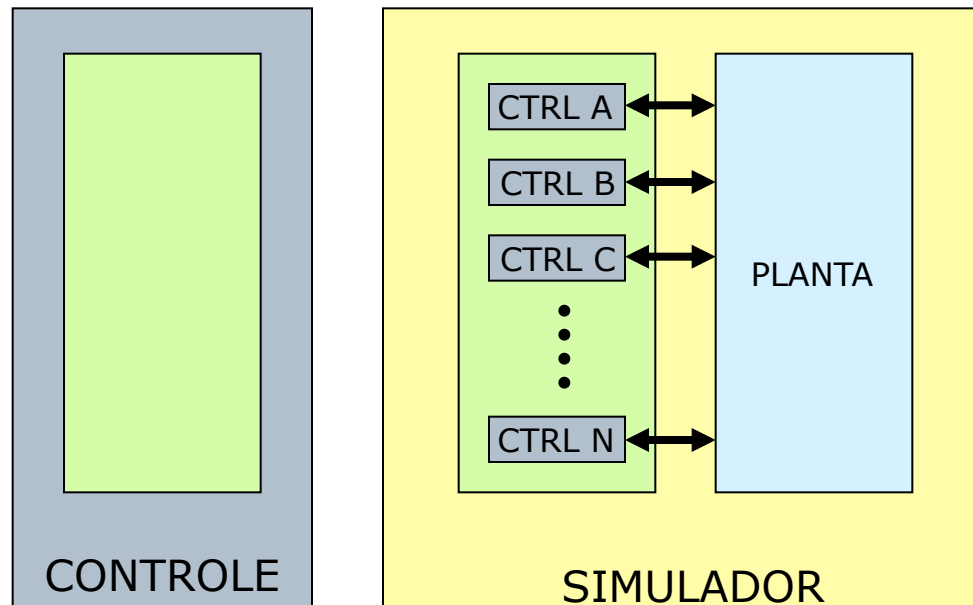 CTRL A
CTRL B
CTRL C
PLANTA
CTRL N
CONTROLE
SIMULADOR